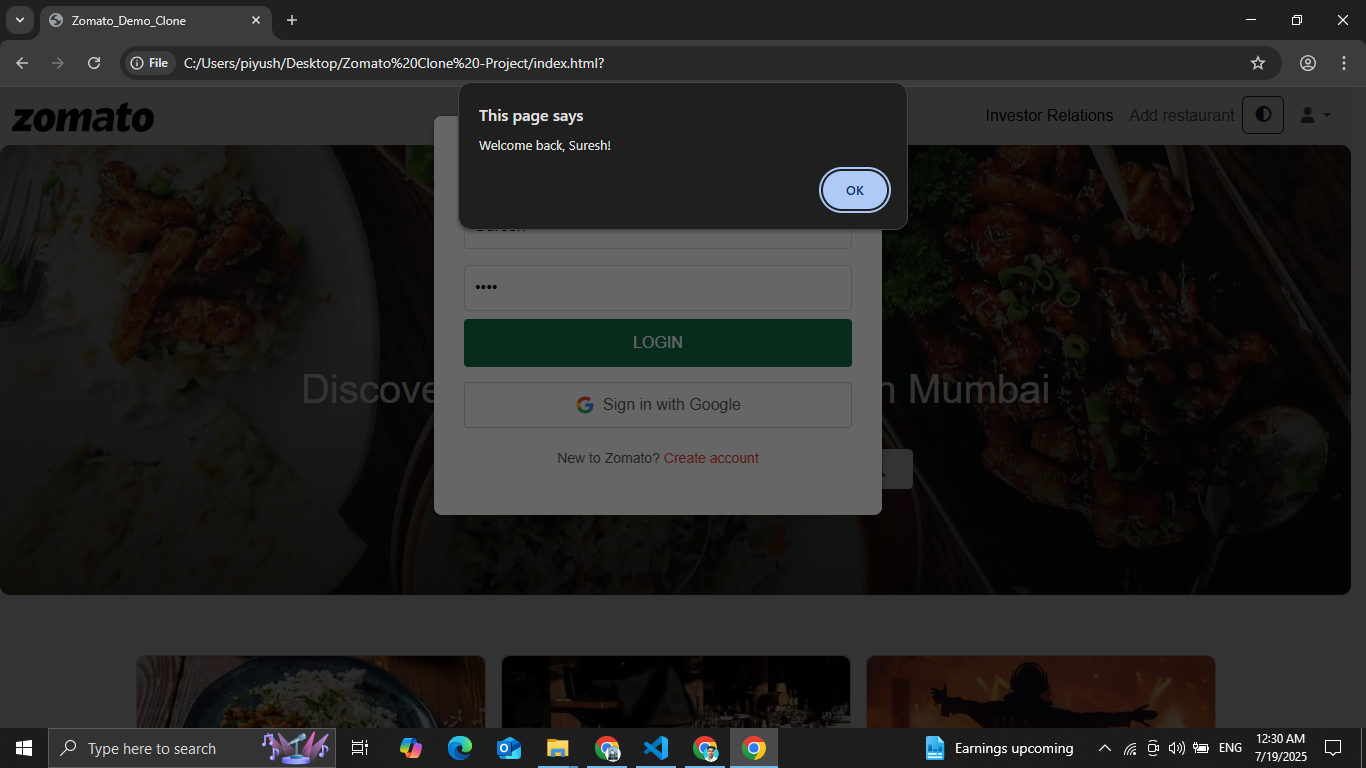 Zomato_Demo_Clone
File
C:/Users/piyush/Desktop/Zomato%20Clone%20-Project/index.html?
This page says
Welcome back, Suresh!
OK
zomato
Investor Relations
Add restaurant
••••
LOGIN
Discove
n Mumbai
Sign in with Google
New to Zomato? Create account
Type here to search
Earnings upcoming
ENG
12:30 AM
7/19/2025